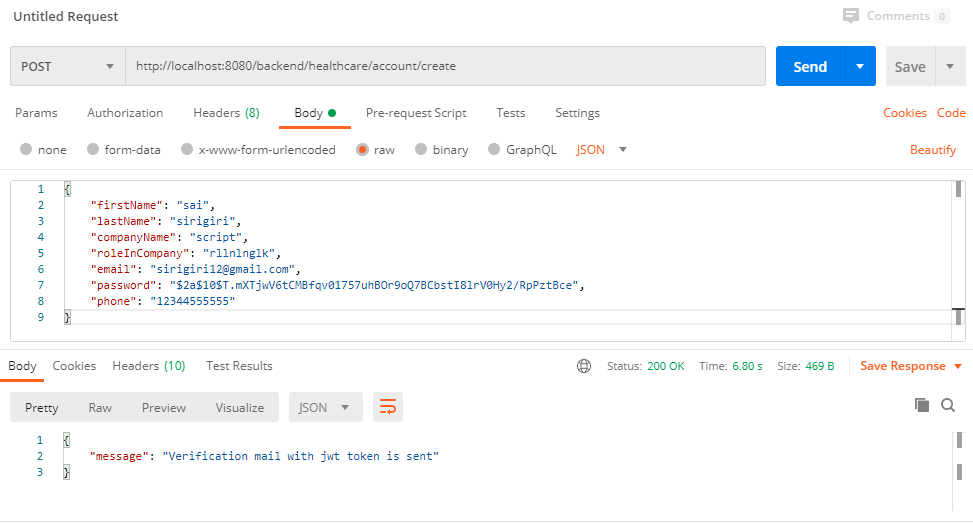 Untitled Request
Comments 0
POST http://localhost:8080/backend/healthcare/account/create Send Save
Params Authorization Headers (8) Body Pre-request Script Tests Settings Cookies Code
none form-data x-www-form-urlencoded raw binary GraphQL JSON Beautify
1 {
2 "firstName": "sai",
3 "lastName": "sirigiri",
4 "companyName": "script",
5 "roleInCompany": "rllnlnglk",
6 "email": "sirigiri12@gmail.com",
7 "password": "$2a$10$T.mXTjwV6tCMBfqv01757uhBOr9oQ7BCbstI8lrV0Hy2/RpPztBce",
8 "phone": "12344555555"
9 }
Body Cookies Headers (10) Test Results Status: 200 OK Time: 6.80 s Size: 469 B Save Response
Pretty Raw Preview Visualize JSON
1 {
2 "message": "Verification mail with jwt token is sent"
3 }